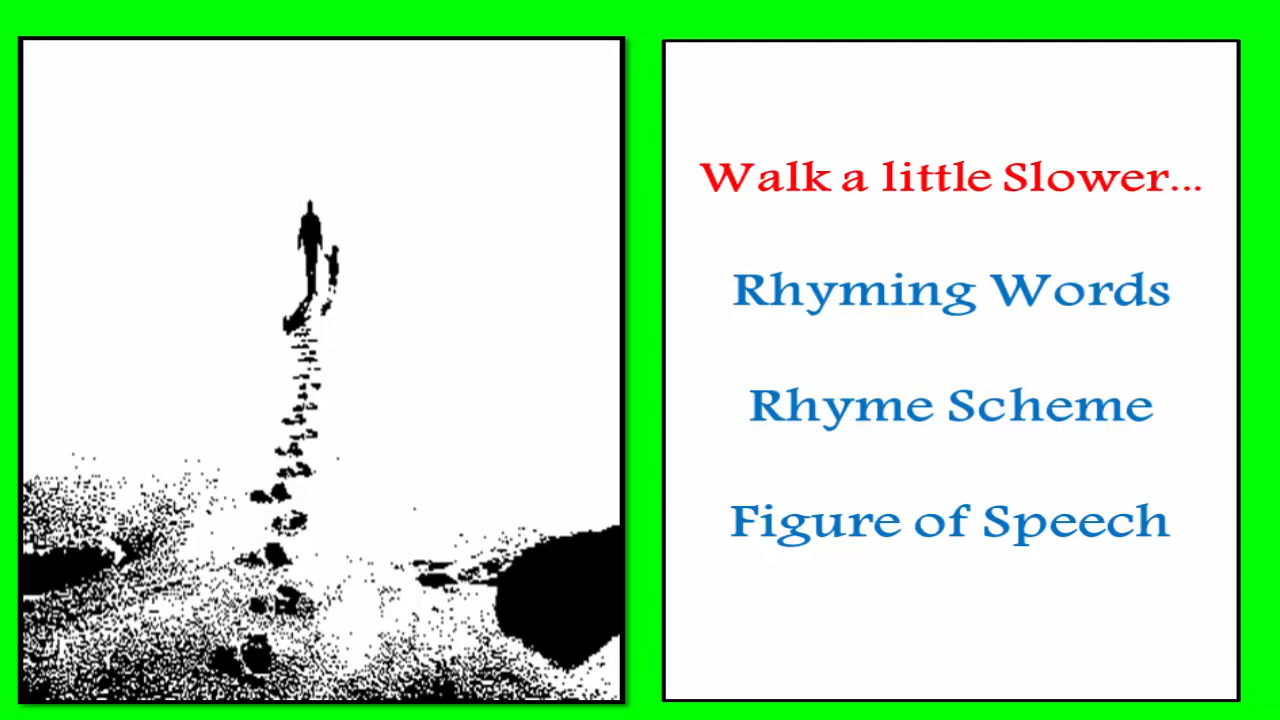 Walk a little Slower...
Rhyming Words
Rhyme Scheme
Figure of Speech